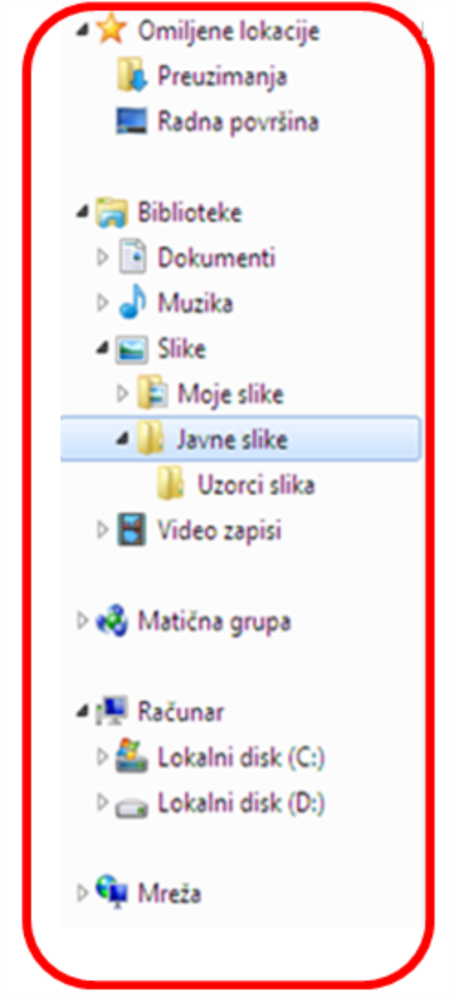 Omiljene lokacije
Preuzimanja
Radna površina
Biblioteke
Dokumenti
Muzika
Slike
Moje slike
Javne slike
Uzorci slika
Video zapisi
Matična grupa
Računar
Lokalni disk (C:)
Lokalni disk (D:)
Mreža